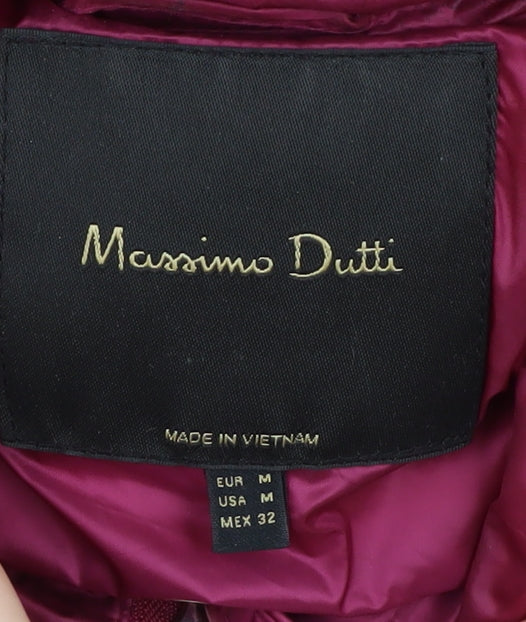 Massimo Dutti
MADE IN VIETNAM
EUR M
USA M
MEX 32